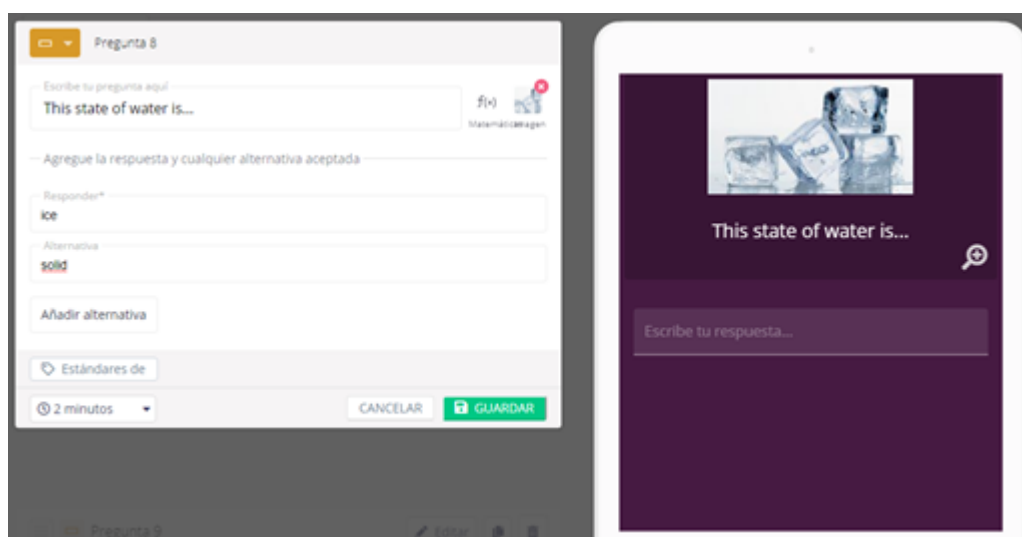 Pregunta 8
Escribe tu pregunta aquí
This state of water is...
f(x)
Matemáticas
Imagen
Agregue la respuesta y cualquier alternativa aceptada
Responder*
ice
Alternativa
solid
Añadir alternativa
Estándares de
2 minutos
CANCELAR
GUARDAR
Pregunta 9
Editar
This state of water is...
Escribe tu respuesta...